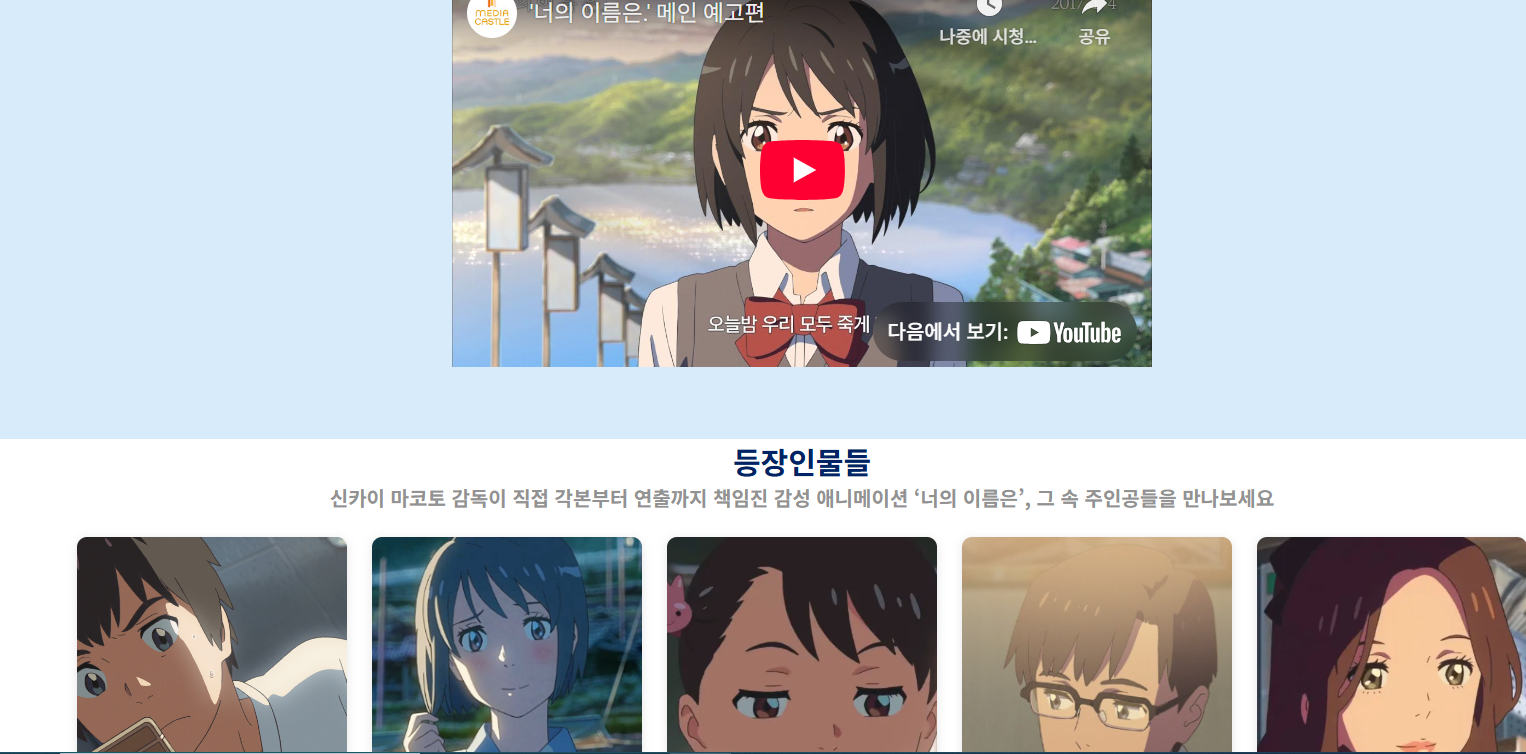 MEDIA
CASTLE
'너의 이름은.' 메인 예고편
나중에 시청...
공유
오늘밤 우리 모두 죽게
다음에서 보기: YouTube
등장인물들
신카이 마코토 감독이 직접 각본부터 연출까지 책임진 감성 애니메이션 ‘너의 이름은’, 그 속 주인공들을 만나보세요